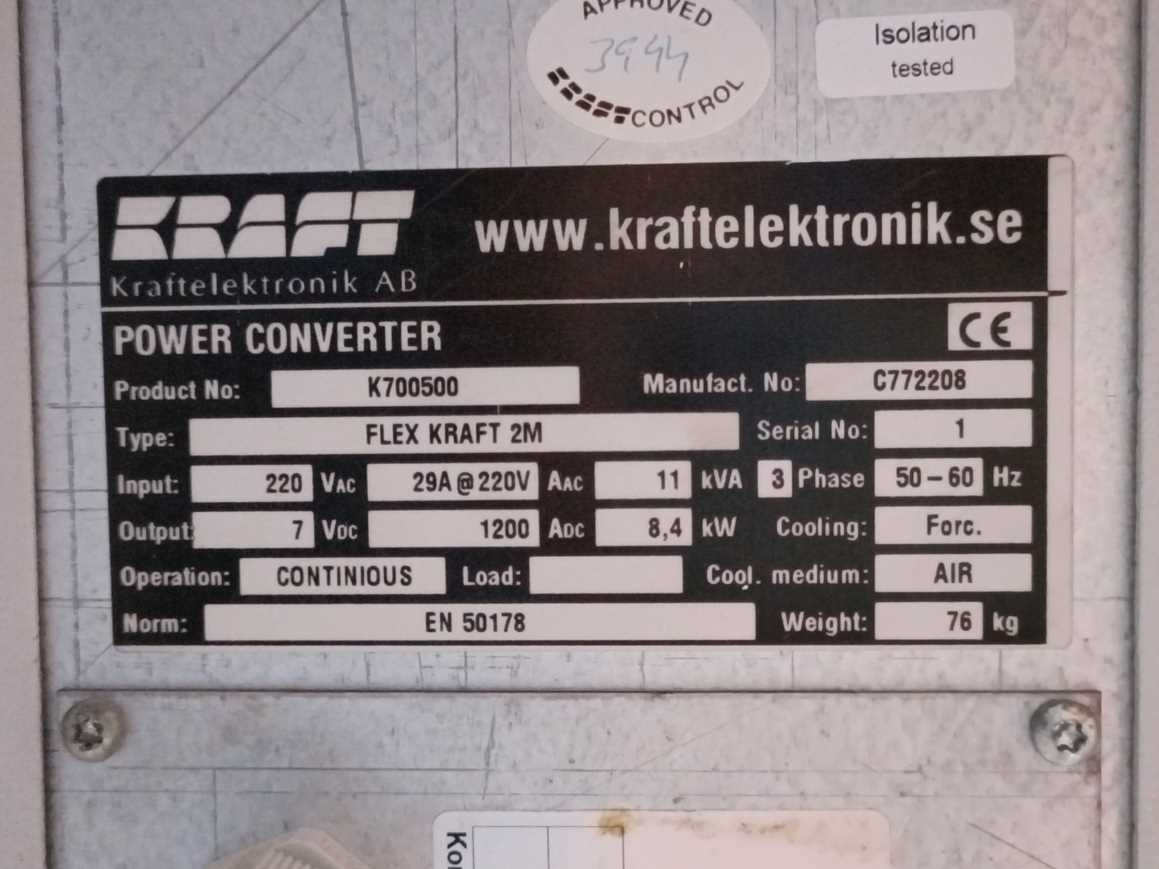 APPROVED
3944
KRAFT CONTROL
Isolation
tested
KRAFT www.kraftelektronik.se
Kraftelektronik AB
POWER CONVERTER CE
Product No: K700500 Manufact. No: C772208
Type: FLEX KRAFT 2M Serial No: 1
Input: 220 VAC 29A@220V AAC 11 kVA 3 Phase 50-60 Hz
Output: 7 VDC 1200 ADC 8,4 kW Cooling: Forc.
Operation: CONTINIOUS Load: Cool. medium: AIR
Norm: EN 50178 Weight: 76 kg